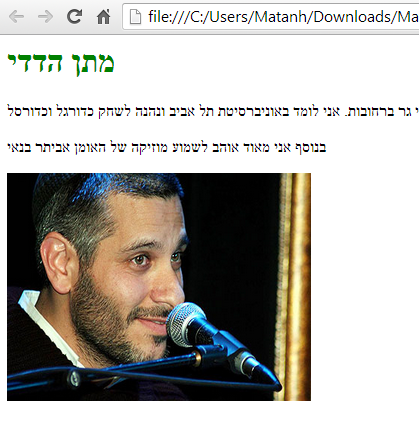 file:///C:/Users/Matanh/Downloads/Ma
מתן הדדי
גר ברחובות. אני לומד באוניברסיטת תל אביב ונהנה לשחק כדורגל וכדורסל
בנוסף אני מאוד אוהב לשמוע מוזיקה של האומן אביתר בנאי